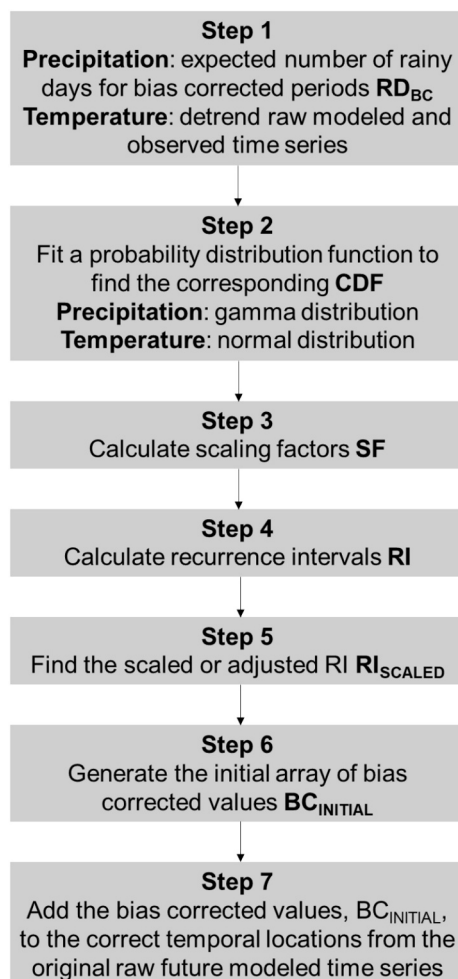 Step 1
Precipitation: expected number of rainy
days for bias corrected periods RDBC
Temperature: detrend raw modeled and
observed time series
Step 2
Fit a probability distribution function to
find the corresponding CDF
Precipitation: gamma distribution
Temperature: normal distribution
Step 3
Calculate scaling factors SF
Step 4
Calculate recurrence intervals RI
Step 5
Find the scaled or adjusted RI RISCALED
Step 6
Generate the initial array of bias
corrected values BCINITIAL
Step 7
Add the bias corrected values, BCINITIAL,
to the correct temporal locations from the
original raw future modeled time series